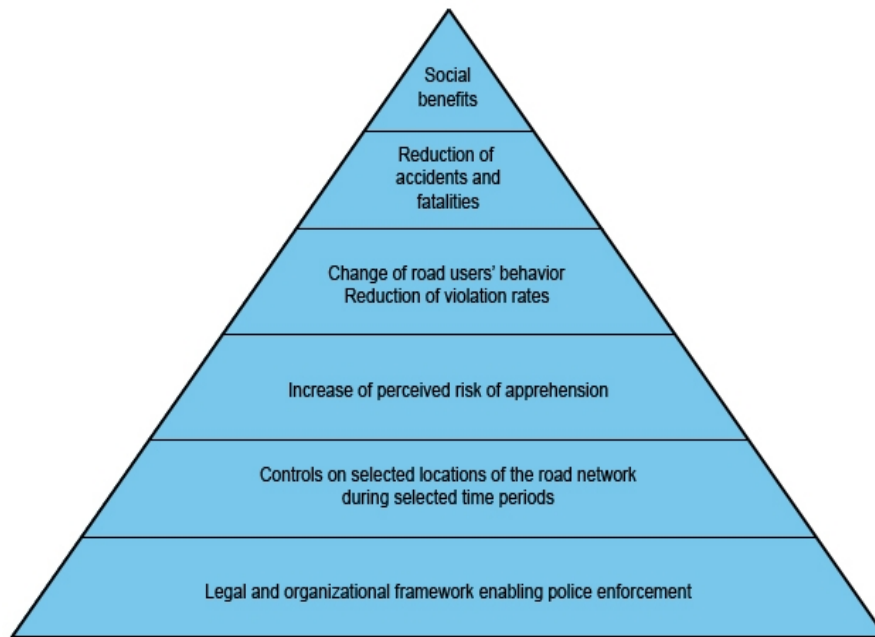 Social
benefits
Reduction of
accidents and
fatalities
Change of road users’ behavior
Reduction of violation rates
Increase of perceived risk of apprehension
Controls on selected locations of the road network
during selected time periods
Legal and organizational framework enabling police enforcement